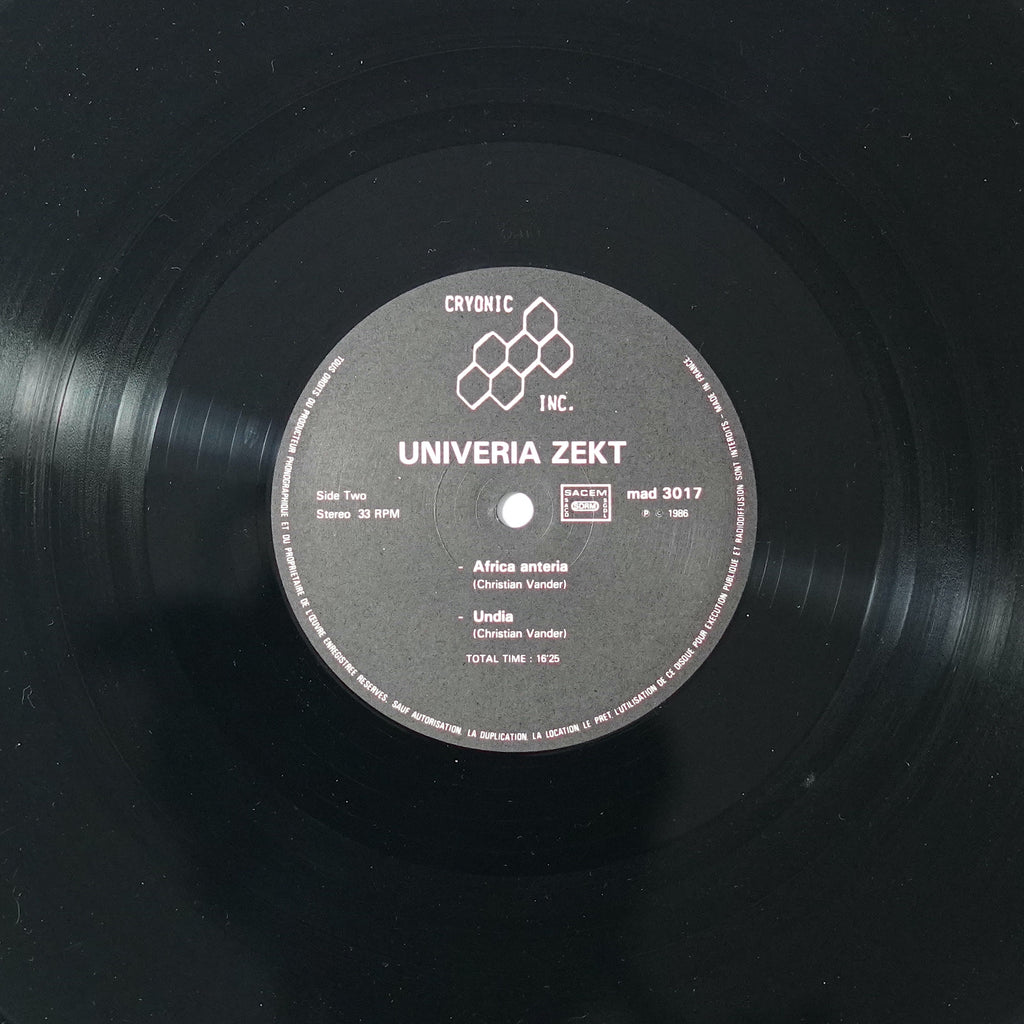 CRYONIC
INC.
UNIVERIA ZEKT
Side Two
Stereo 33 RPM
SACEM
SACD
SDRM
SGDL
mad 3017
℗ © 1986
- Africa anteria
(Christian Vander)
- Undia
(Christian Vander)
TOTAL TIME : 16'25
TOUS DROITS DU PRODUCTEUR PHONOGRAPHIQUE ET DU PROPRIETAIRE DE L'ŒUVRE ENREGISTREE RESERVES. SAUF AUTORISATION, LA DUPLICATION, LA LOCATION, LE PRET, L'UTILISATION DE CE DISQUE POUR EXECUTION PUBLIQUE ET RADIODIFFUSION SONT INTERDITS - MADE IN FRANCE